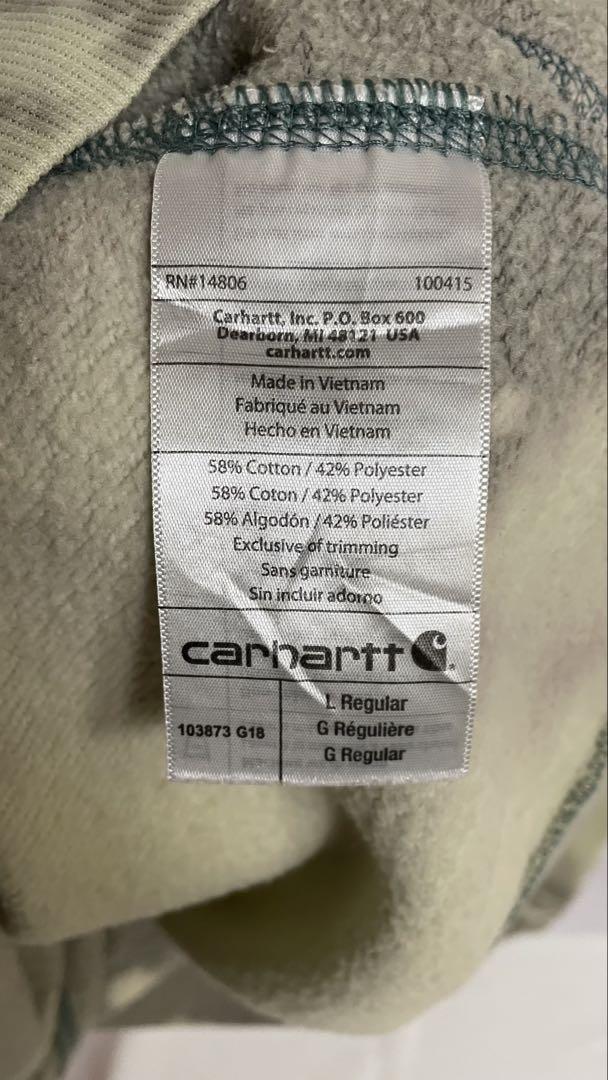 RN#14806 100415
Carhartt, Inc. P.O. Box 600
Dearborn, MI 48121 USA
carhartt.com
Made in Vietnam
Fabriqué au Vietnam
Hecho en Vietnam
58% Cotton / 42% Polyester
58% Coton / 42% Polyester
58% Algodón / 42% Poliéster
Exclusive of trimming
Sans garniture
Sin incluir adorno
carhartt
103873 G18
L Regular
G Régulière
G Regular